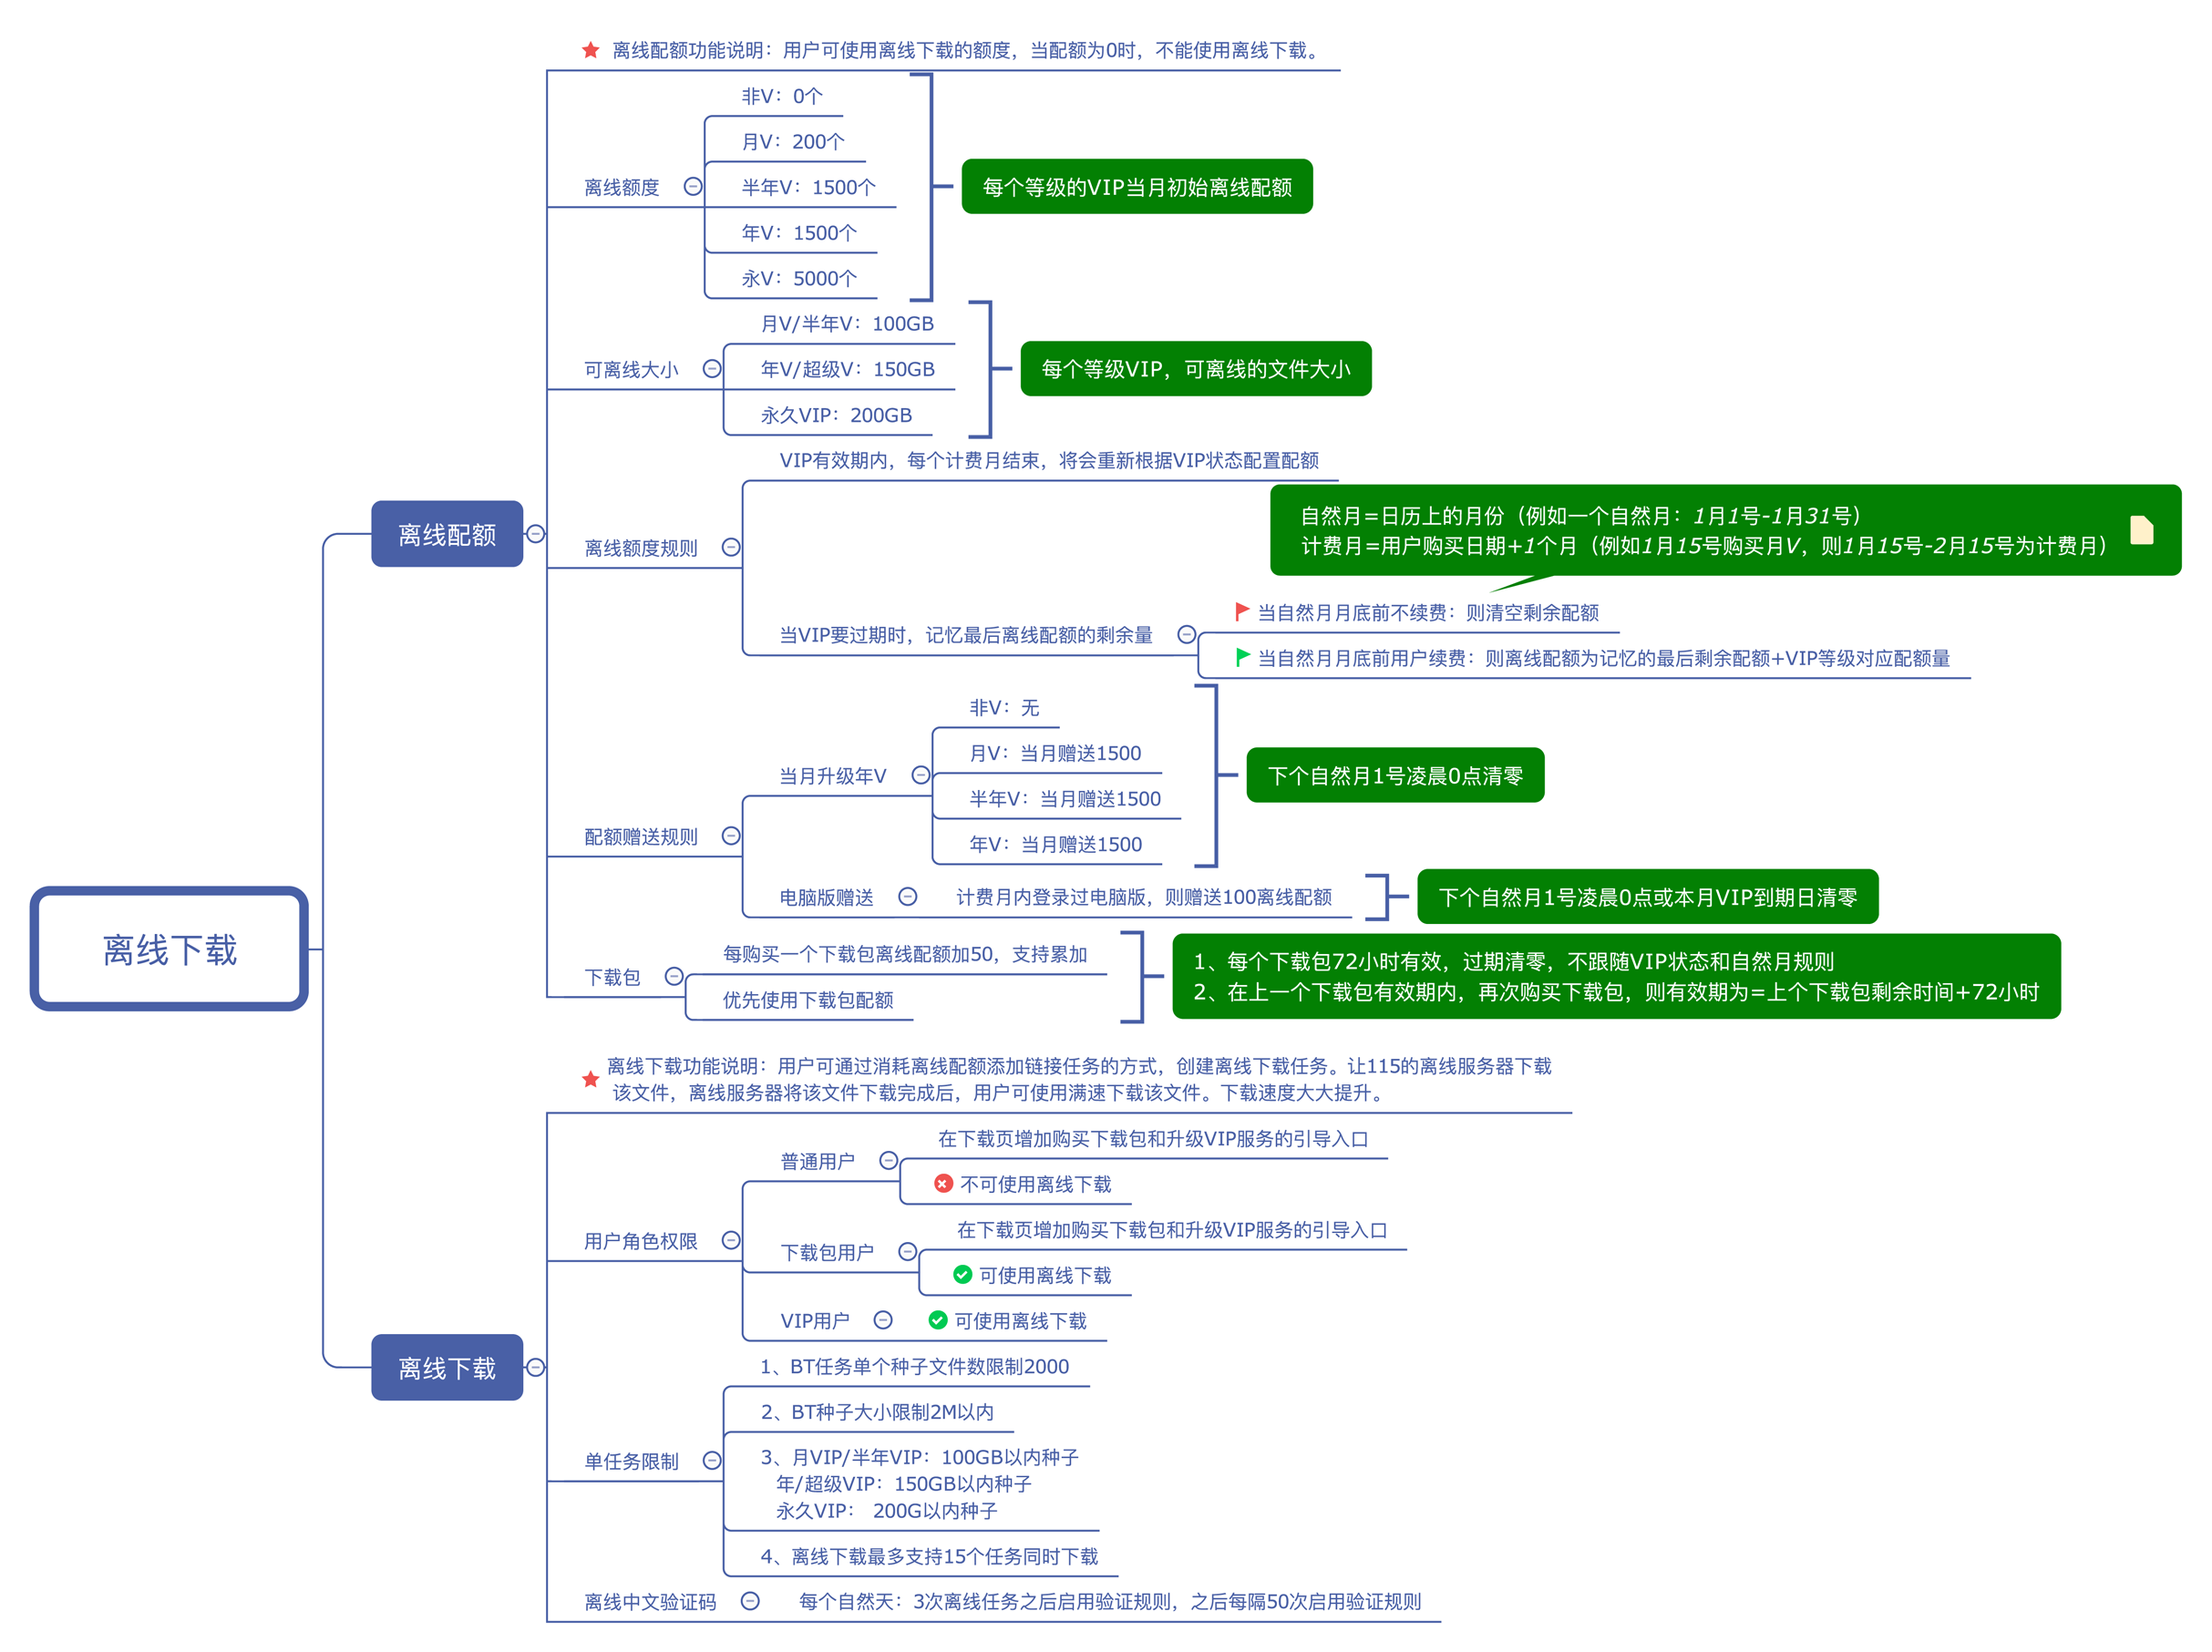 离线下载
离线配额
离线配额功能说明：用户可使用离线下载的额度，当配额为0时，不能使用离线下载。
离线额度
非V：0个
月V：200个
半年V：1500个
年V：1500个
永V：5000个
每个等级的VIP当月初始离线配额
可离线大小
月V/半年V：100GB
年V/超级V：150GB
永久VIP：200GB
每个等级VIP，可离线的文件大小
离线额度规则
VIP有效期内，每个计费月结束，将会重新根据VIP状态配置配额
自然月=日历上的月份（例如一个自然月：1月1号-1月31号）
计费月=用户购买日期+1个月（例如1月15号购买月V，则1月15号-2月15号为计费月）
当VIP要过期时，记忆最后离线配额的剩余量
当自然月月底前不续费：则清空剩余配额
当自然月月底前用户续费：则离线配额为记忆的最后剩余配额+VIP等级对应配额量
配额赠送规则
当月升级年V
非V：无
月V：当月赠送1500
半年V：当月赠送1500
年V：当月赠送1500
下个自然月1号凌晨0点清零
电脑版赠送
计费月内登录过电脑版，则赠送100离线配额
下个自然月1号凌晨0点或本月VIP到期日清零
下载包
每购买一个下载包离线配额加50，支持累加
优先使用下载包配额
1、每个下载包72小时有效，过期清零，不跟随VIP状态和自然月规则
2、在上一个下载包有效期内，再次购买下载包，则有效期为=上个下载包剩余时间+72小时
离线下载
离线下载功能说明：用户可通过消耗离线配额添加链接任务的方式，创建离线下载任务。让115的离线服务器下载
该文件，离线服务器将该文件下载完成后，用户可使用满速下载该文件。下载速度大大提升。
用户角色权限
普通用户
在下载页增加购买下载包和升级VIP服务的引导入口
不可使用离线下载
下载包用户
在下载页增加购买下载包和升级VIP服务的引导入口
可使用离线下载
VIP用户
可使用离线下载
单任务限制
1、BT任务单个种子文件数限制2000
2、BT种子大小限制2M以内
3、月VIP/半年VIP：100GB以内种子
年/超级VIP：150GB以内种子
永久VIP： 200G以内种子
4、离线下载最多支持15个任务同时下载
离线中文验证码
每个自然天：3次离线任务之后启用验证规则，之后每隔50次启用验证规则